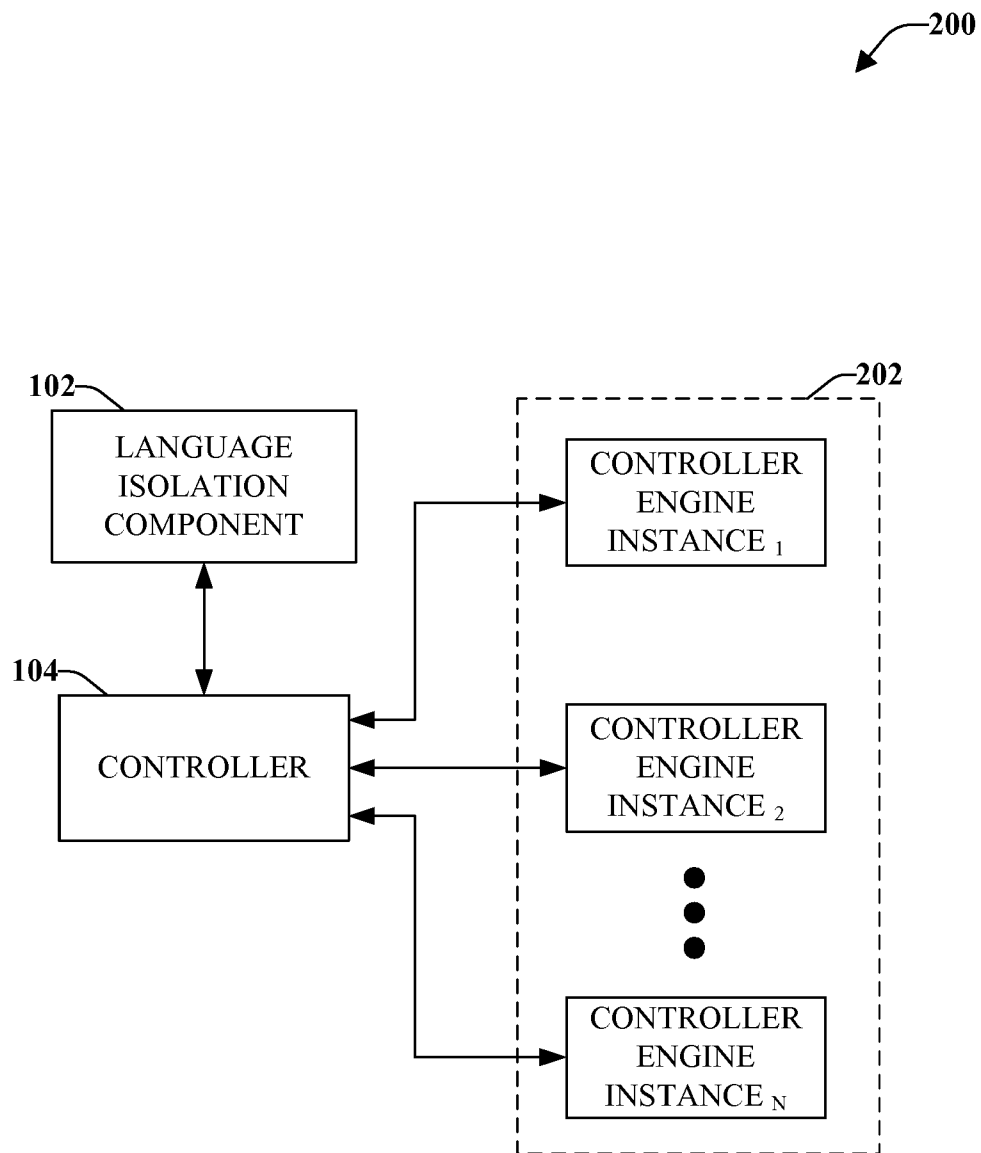 200
102
202
LANGUAGE
ISOLATION
COMPONENT
CONTROLLER
ENGINE
INSTANCE 1
104
CONTROLLER
CONTROLLER
ENGINE
INSTANCE 2
CONTROLLER
ENGINE
INSTANCE N